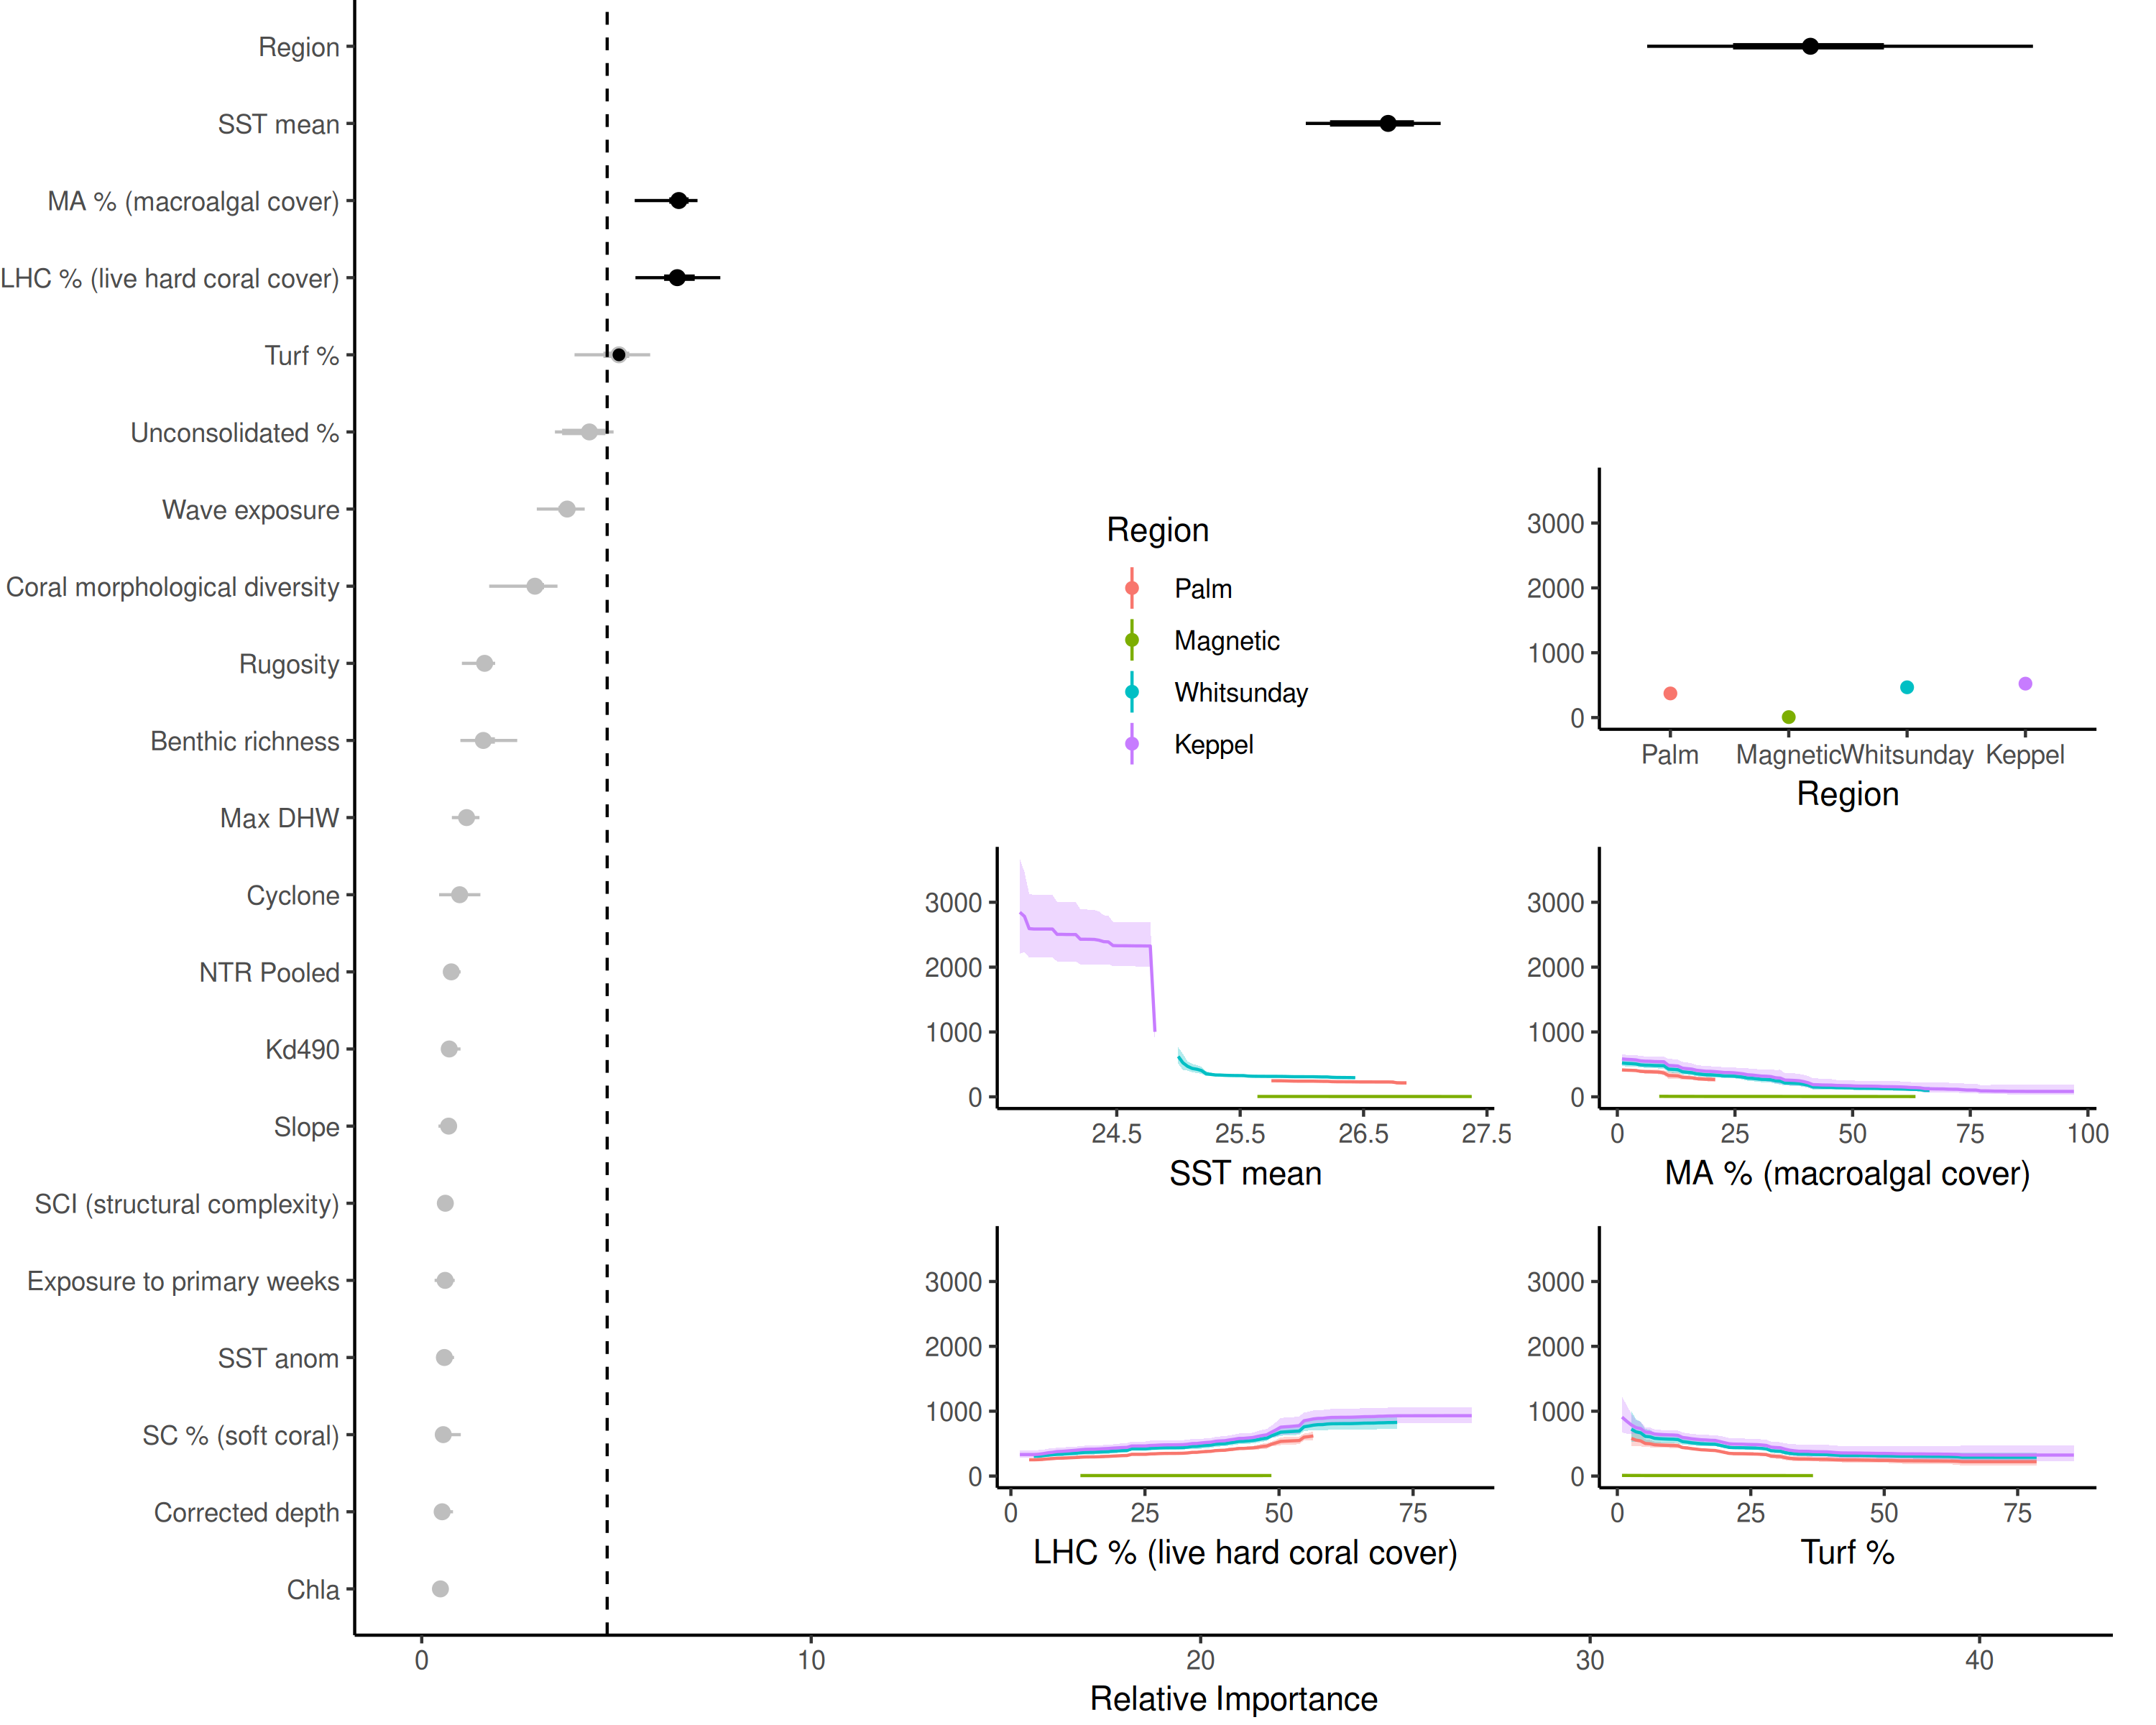 Region
SST mean
MA % (macroalgal cover)
LHC % (live hard coral cover)
Turf %
Unconsolidated %
Wave exposure
Coral morphological diversity
Rugosity
Benthic richness
Max DHW
Cyclone
NTR Pooled
Kd490
Slope
SCI (structural complexity)
Exposure to primary weeks
SST anom
SC % (soft coral)
Corrected depth
Chla
0 10 20 30 40
Relative Importance
Region
Palm
Magnetic
Whitsunday
Keppel
3000
2000
1000
0
Palm Magnetic Whitsunday Keppel
Region
3000
2000
1000
0
24.5 25.5 26.5 27.5
SST mean
3000
2000
1000
0
0 25 50 75 100
MA % (macroalgal cover)
3000
2000
1000
0
0 25 50 75
LHC % (live hard coral cover)
3000
2000
1000
0
0 25 50 75
Turf %